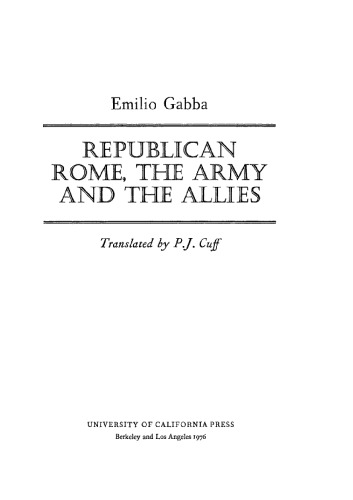 Emilio Gabba
REPUBLICAN
ROME, THE ARMY
AND THE ALLIES
Translated by P.J. Cuff
UNIVERSITY OF CALIFORNIA PRESS
Berkeley and Los Angeles 1976